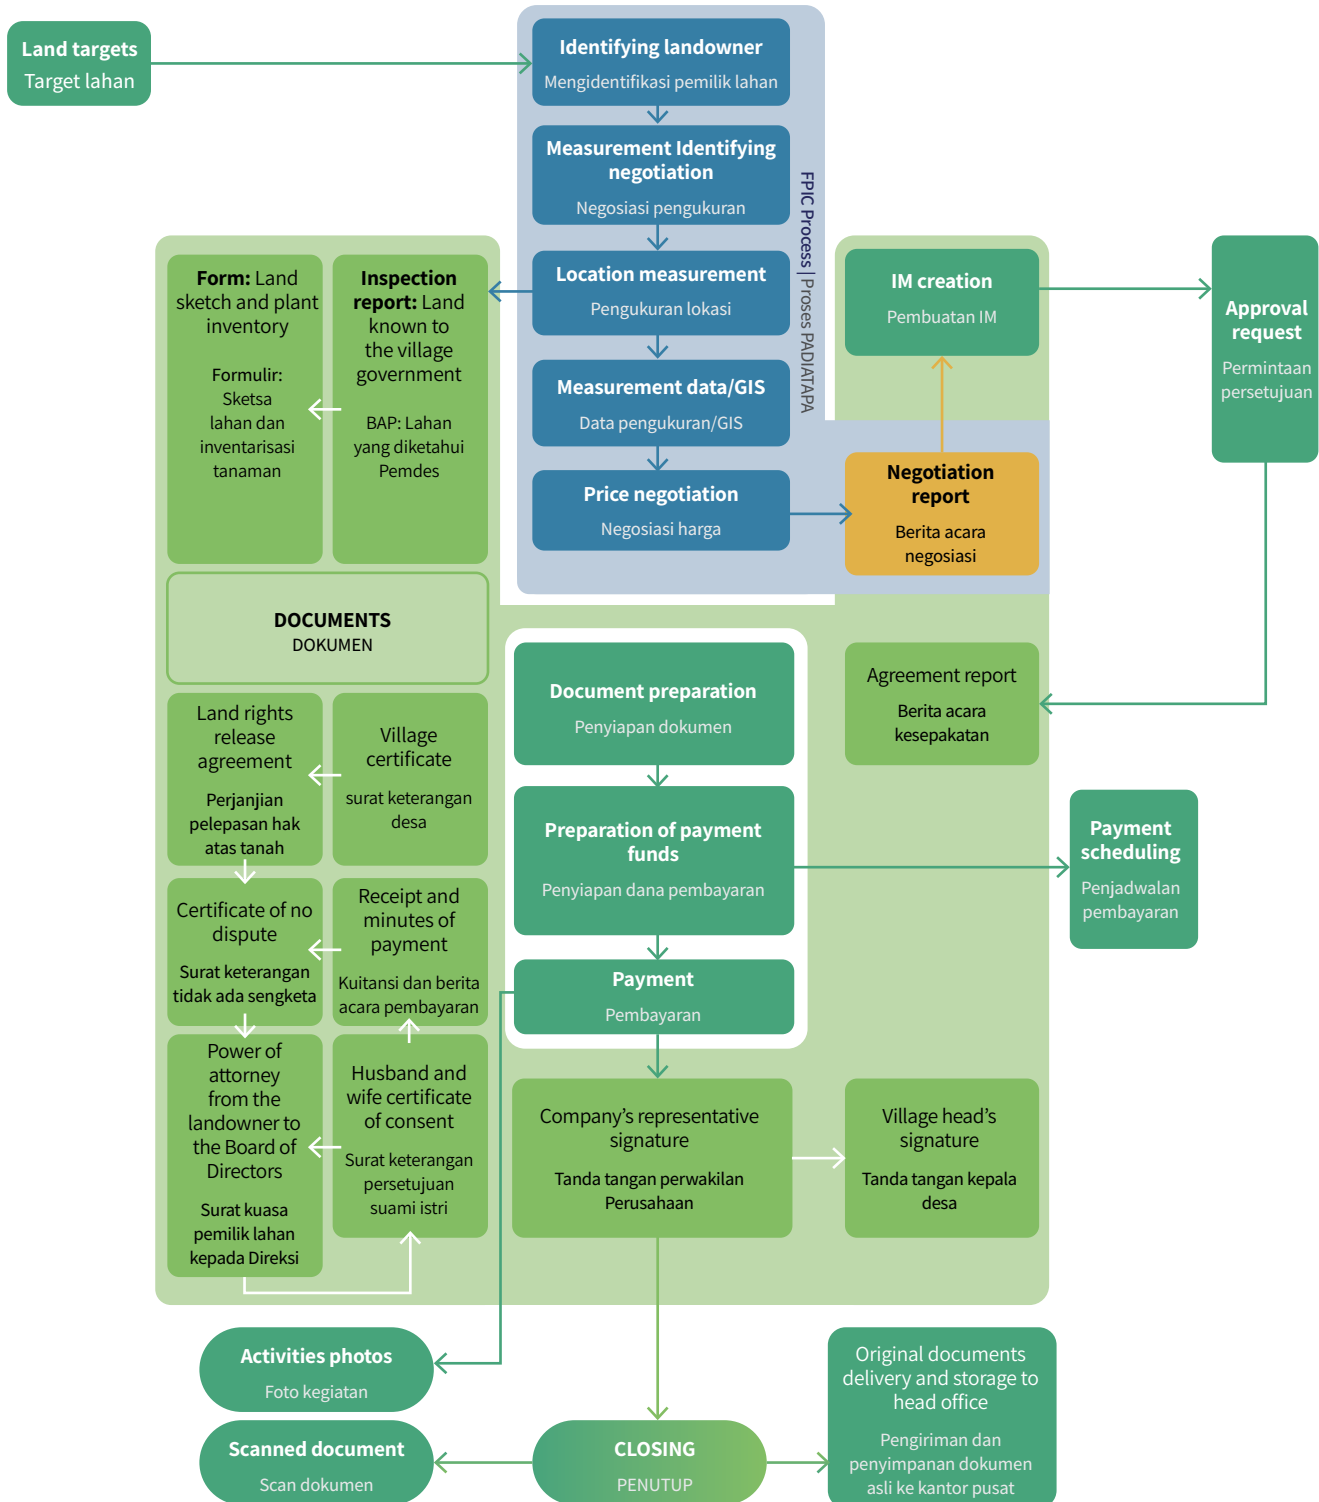 Land targets
Target lahan
Identifying landowner
Mengidentifikasi pemilik lahan
Measurement Identifying
negotiation
Negosiasi pengukuran
Location measurement
Pengukuran lokasi
Measurement data/GIS
Data pengukuran/GIS
Price negotiation
Negosiasi harga
FPIC Process | Proses PADIATAPA
Negotiation
report
Berita acara
negosiasi
IM creation
Pembuatan IM
Approval
request
Permintaan
persetujuan
Form: Land
sketch and plant
inventory
Formulir:
Sketsa
lahan dan
inventarisasi
tanaman
Inspection
report: Land
known to
the village
government
BAP: Lahan
yang diketahui
Pemdes
DOCUMENTS
DOKUMEN
Land rights
release
agreement
Perjanjian
pelepasan hak
atas tanah
Village
certificate
surat keterangan
desa
Certificate of no
dispute
Surat keterangan
tidak ada sengketa
Receipt and
minutes of
payment
Kuitansi dan berita
acara pembayaran
Power of
attorney
from the
landowner to
the Board of
Directors
Surat kuasa
pemilik lahan
kepada Direksi
Husband and
wife certificate
of consent
Surat keterangan
persetujuan
suami istri
Document preparation
Penyiapan dokumen
Preparation of payment
funds
Penyiapan dana pembayaran
Payment
Pembayaran
Agreement report
Berita acara
kesepakatan
Payment
scheduling
Penjadwalan
pembayaran
Company’s representative
signature
Tanda tangan perwakilan
Perusahaan
Village head’s
signature
Tanda tangan kepala
desa
Activities photos
Foto kegiatan
Scanned document
Scan dokumen
CLOSING
PENUTUP
Original documents
delivery and storage to
head office
Pengiriman dan
penyimpanan dokumen
asli ke kantor pusat